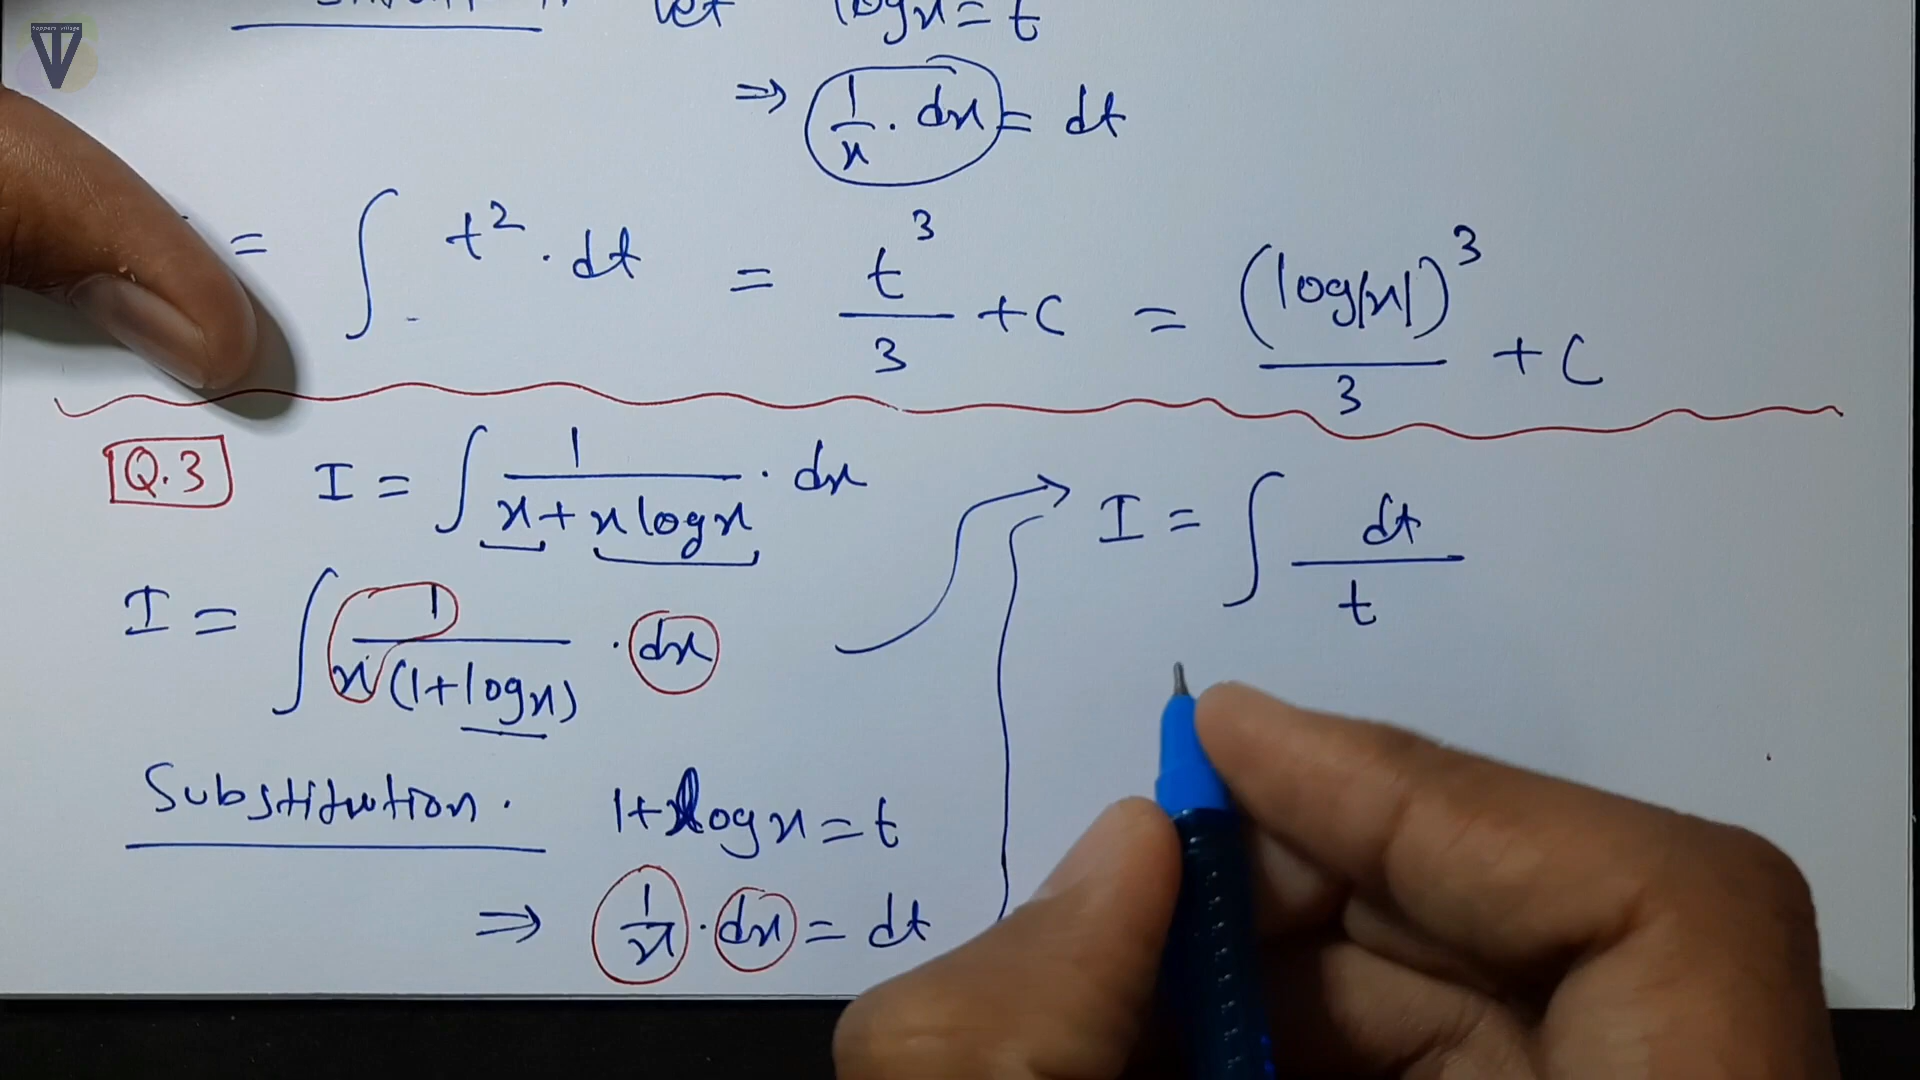 let log x = t
⇒ 1/x . dx = dt
= ∫ t² . dt = t³/3 + C = (log|x|)³/3 + C
Q.3 I = ∫ 1/(x + x log x) . dx
I = ∫ 1/(x(1 + log x)) . dx
Substitution . 1 + log x = t
⇒ 1/x . dx = dt
I = ∫ dt/t